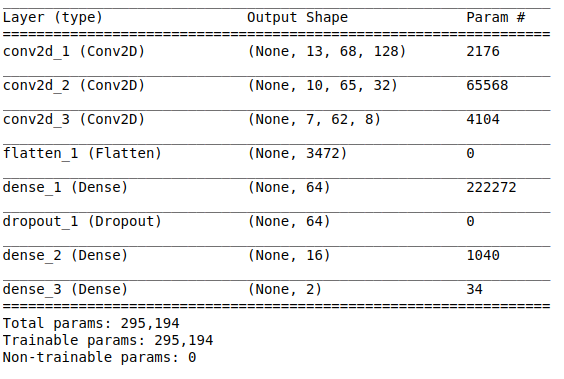 Layer (type) Output Shape Param #
conv2d_1 (Conv2D) (None, 13, 68, 128) 2176
conv2d_2 (Conv2D) (None, 10, 65, 32) 65568
conv2d_3 (Conv2D) (None, 7, 62, 8) 4104
flatten_1 (Flatten) (None, 3472) 0
dense_1 (Dense) (None, 64) 222272
dropout_1 (Dropout) (None, 64) 0
dense_2 (Dense) (None, 16) 1040
dense_3 (Dense) (None, 2) 34
Total params: 295,194
Trainable params: 295,194
Non-trainable params: 0